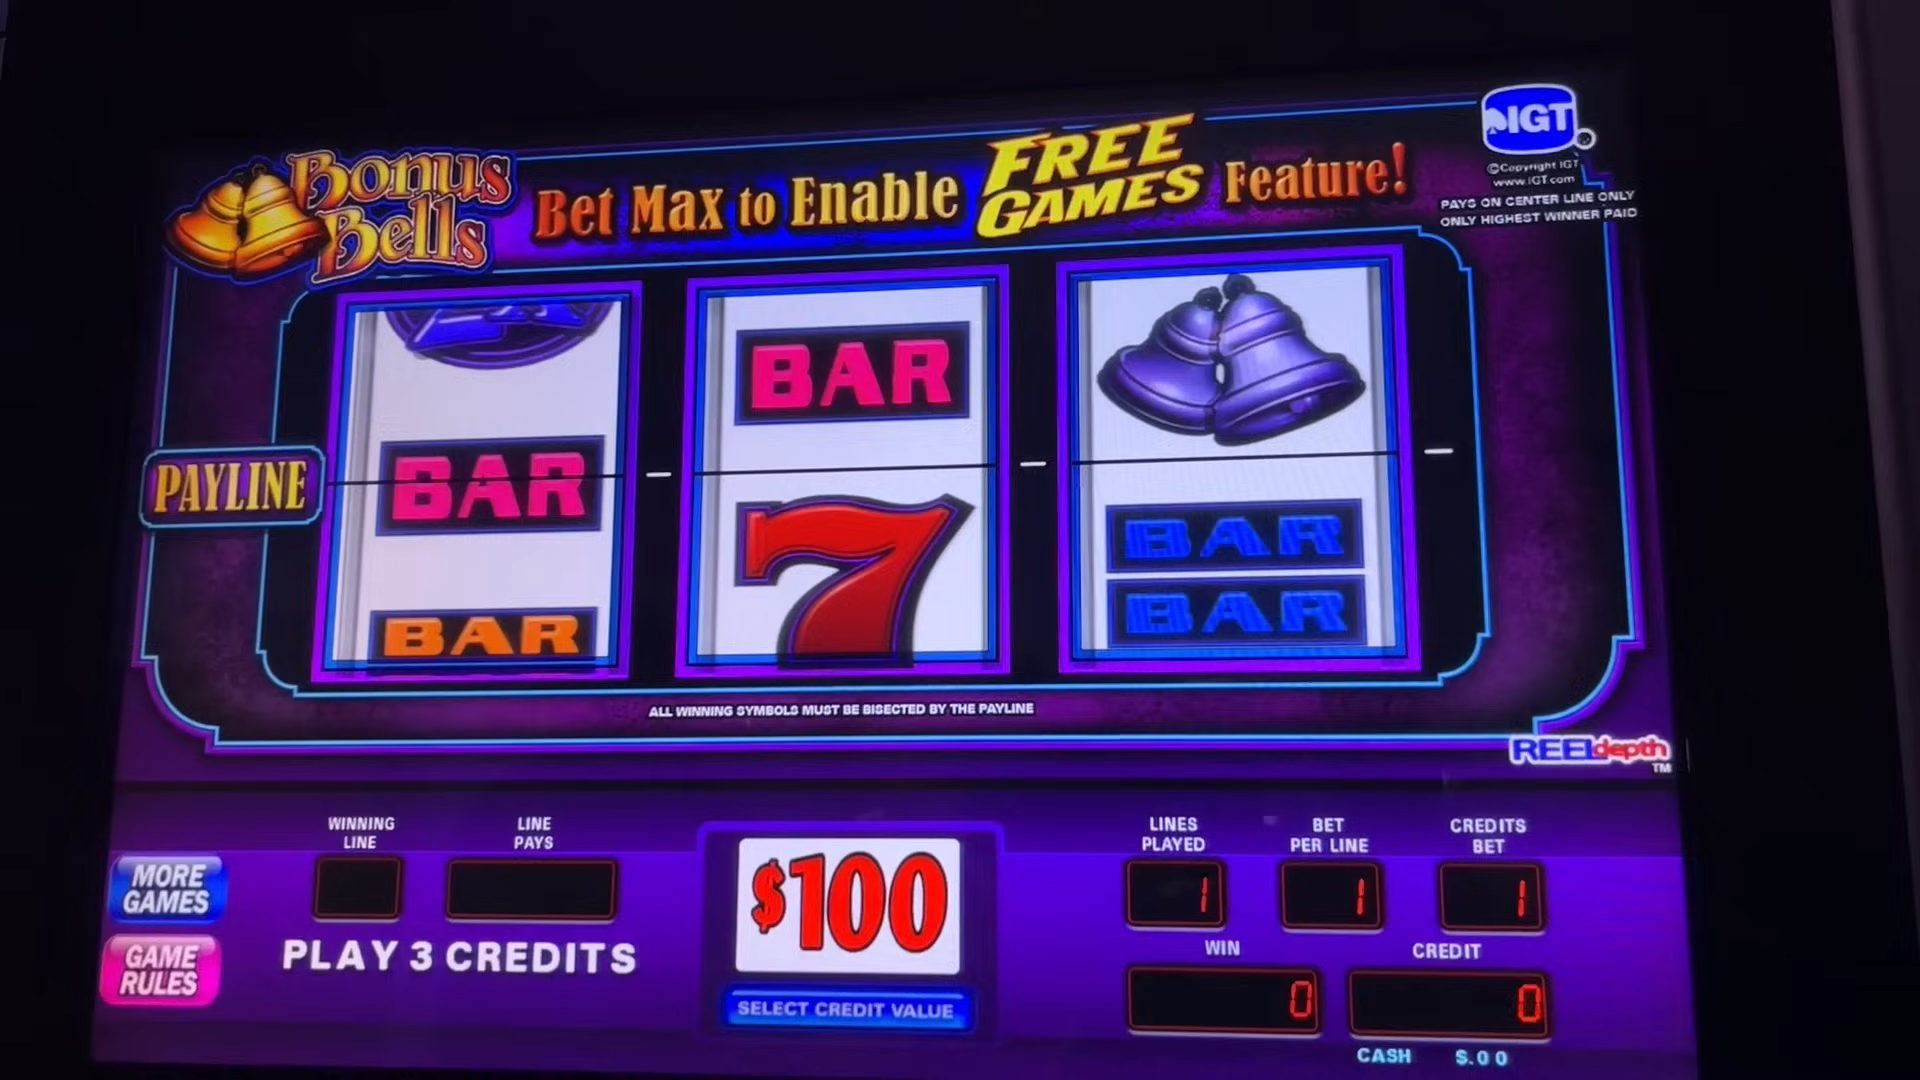 Bonus
Bells
Bet Max to Enable
FREE
GAMES
Feature!
IGT
©Copyright IGT
www.IGT.com
PAYS ON CENTER LINE ONLY
ONLY HIGHEST WINNER PAID
BAR
BAR
7
BAR
BAR
BAR
BAR
PAYLINE
ALL WINNING SYMBOLS MUST BE BISECTED BY THE PAYLINE
REELdepth
TM
WINNING
LINE
LINE
PAYS
MORE
GAMES
GAME
RULES
PLAY 3 CREDITS
$100
SELECT CREDIT VALUE
LINES
PLAYED
1
BET
PER LINE
1
CREDITS
BET
1
WIN
0
CREDIT
0
CASH $.00